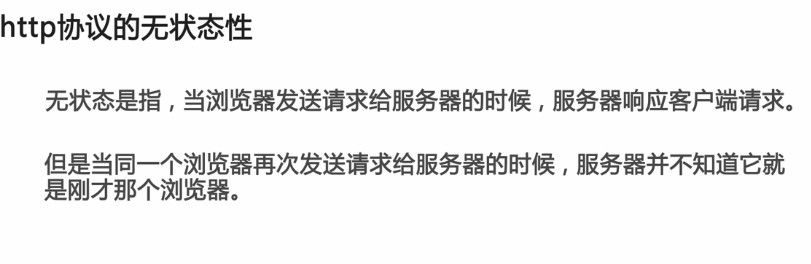 http协议的无状态性
无状态是指，当浏览器发送请求给服务器的时候，服务器响应客户端请求。
但是当同一个浏览器再次发送请求给服务器的时候，服务器并不知道它就
是刚才那个浏览器。